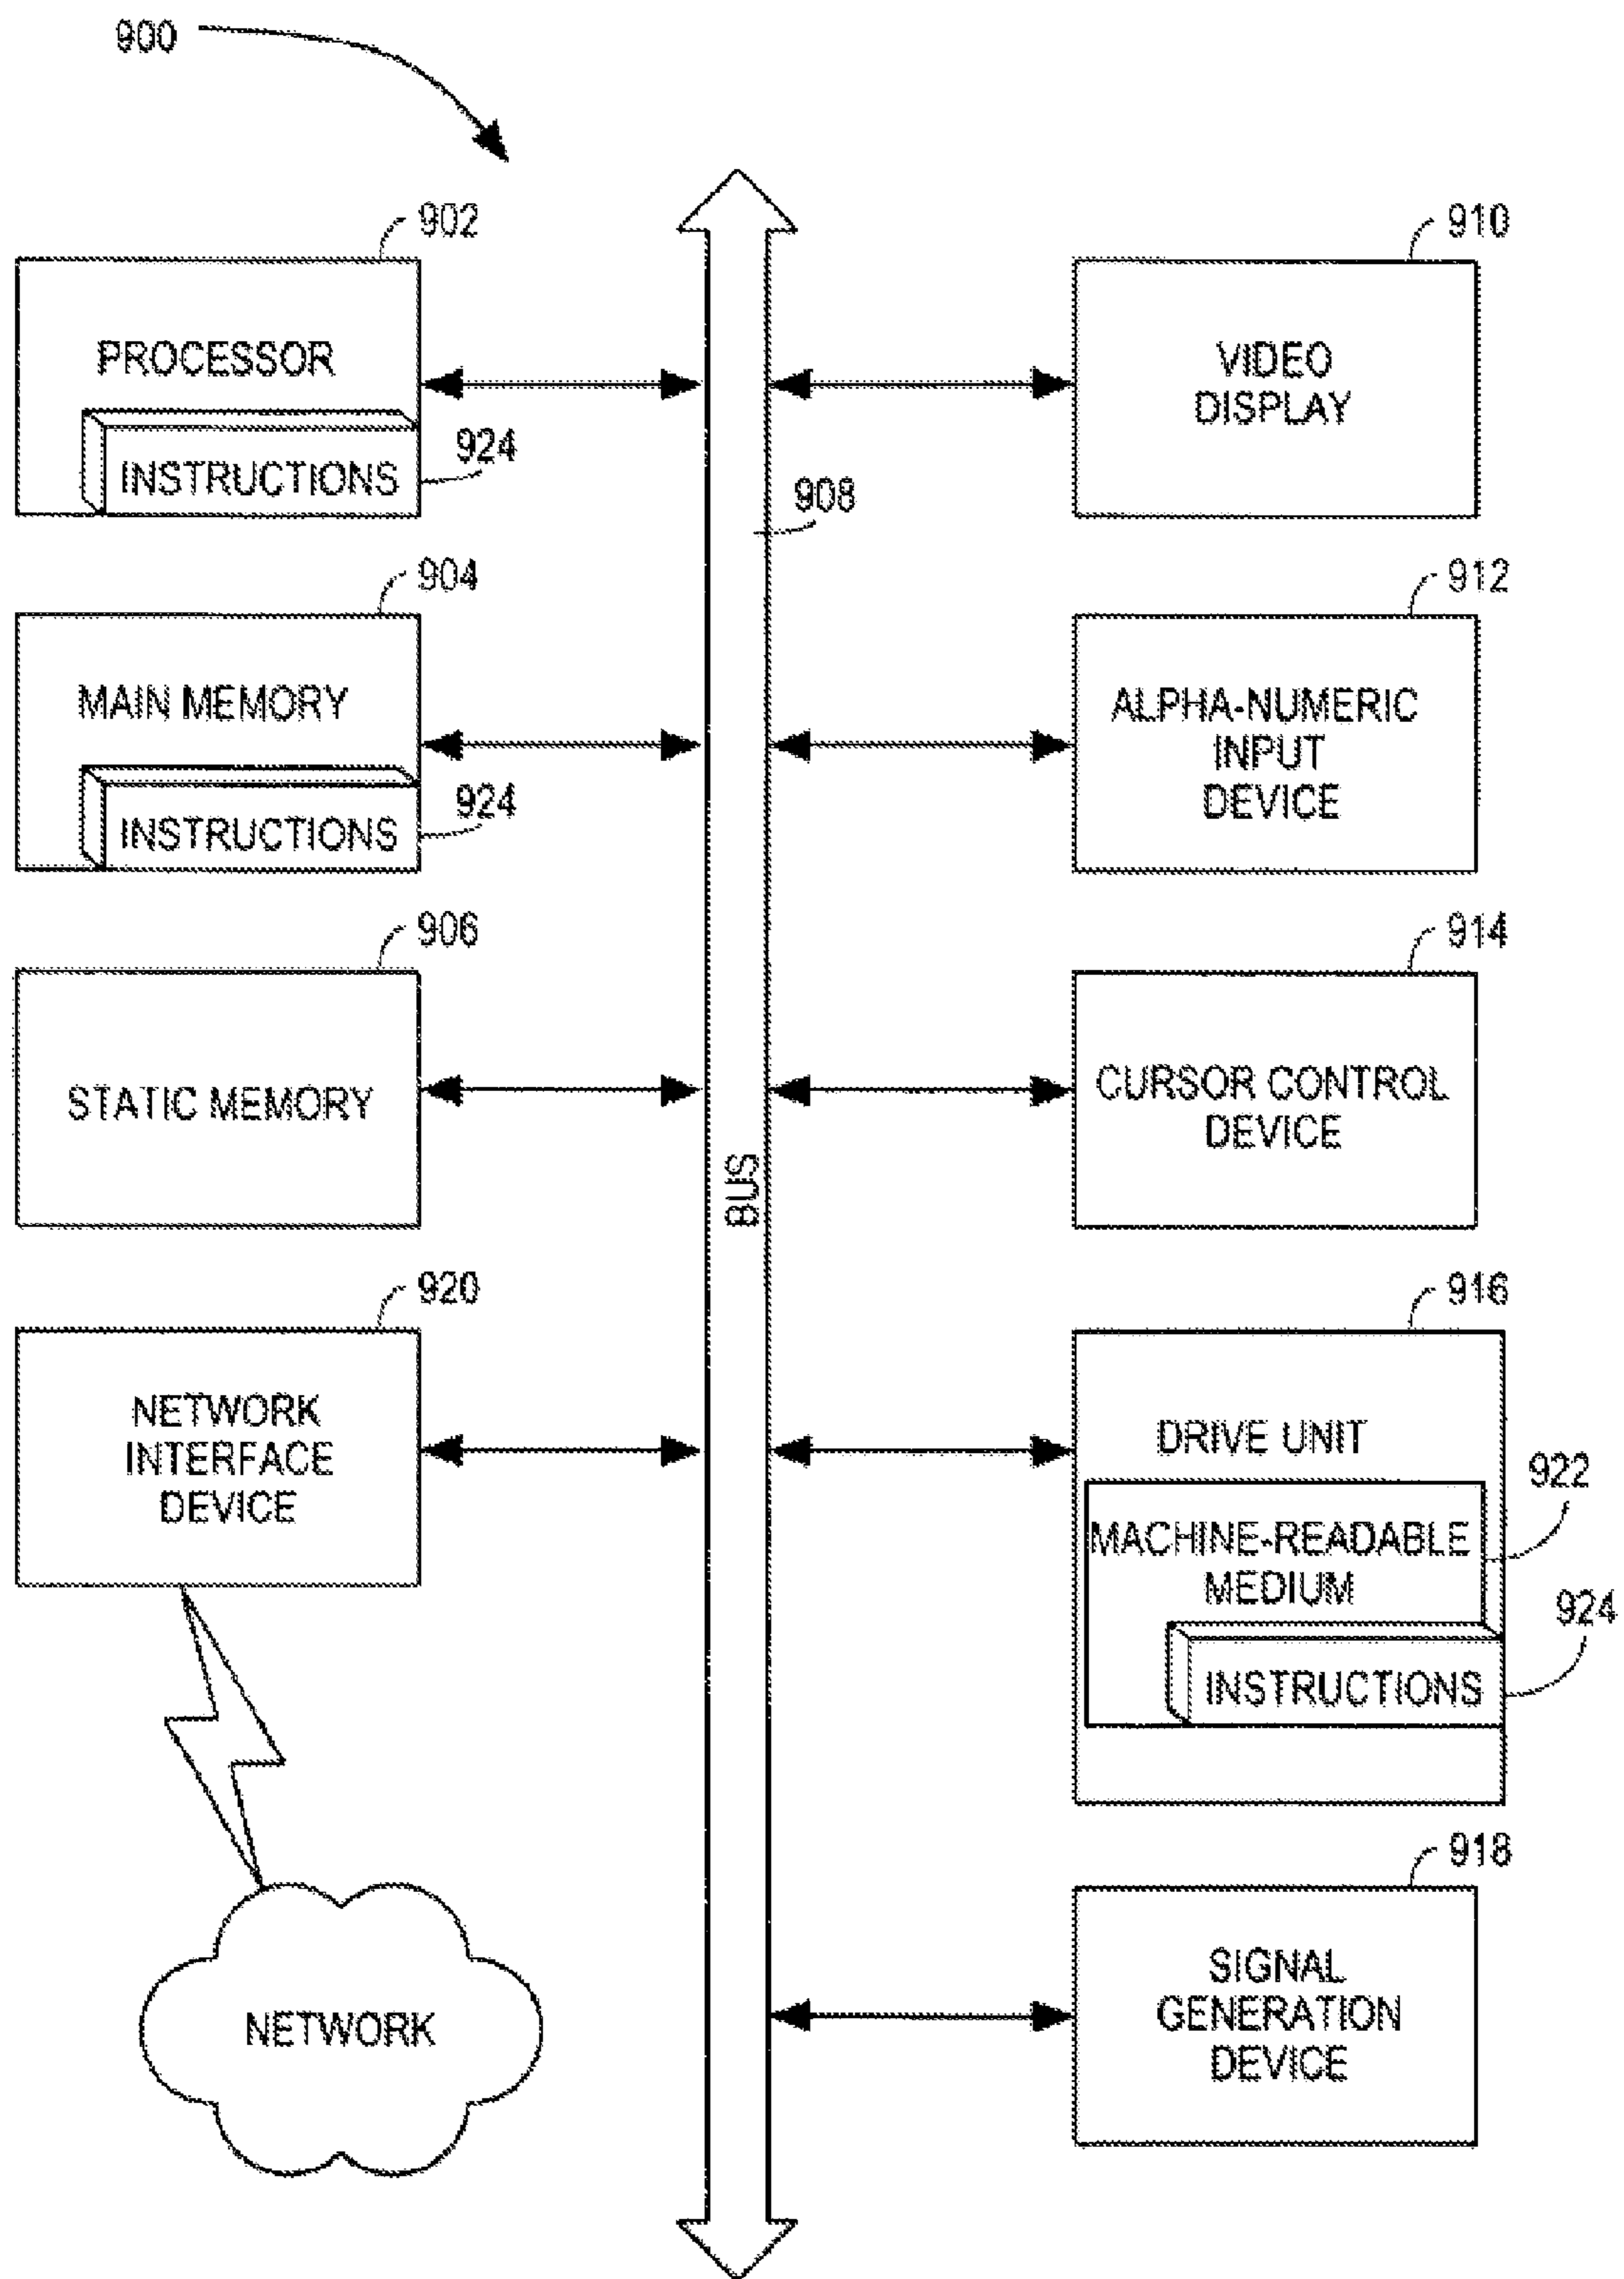 900
902
PROCESSOR
924
INSTRUCTIONS
904
MAIN MEMORY
924
INSTRUCTIONS
906
STATIC MEMORY
920
NETWORK
INTERFACE
DEVICE
NETWORK
908
BUS
910
VIDEO
DISPLAY
912
ALPHA-NUMERIC
INPUT
DEVICE
914
CURSOR CONTROL
DEVICE
916
DRIVE UNIT
922
MACHINE-READABLE
MEDIUM
924
INSTRUCTIONS
918
SIGNAL
GENERATION
DEVICE